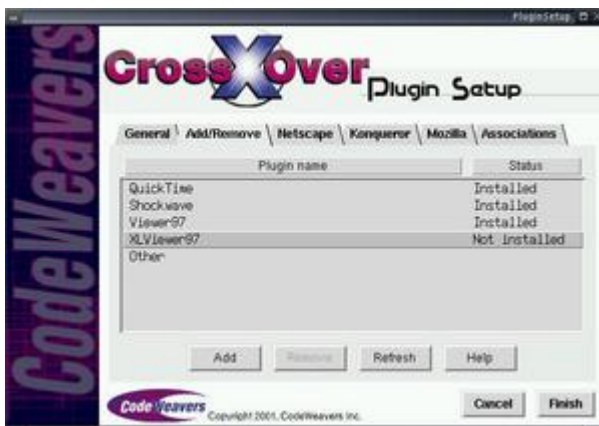 PluginSetup
CodeWeavers
CrossOver
Plugin Setup
General Add/Remove Netscape Konqueror Mozilla Associations
Plugin name Status
QuickTime Installed
Shockwave Installed
Viewer97 Installed
XLViewer97 Not installed
Other
Add Remove Refresh Help
CodeWeavers Copyright 2001, CodeWeavers Inc.
Cancel Finish